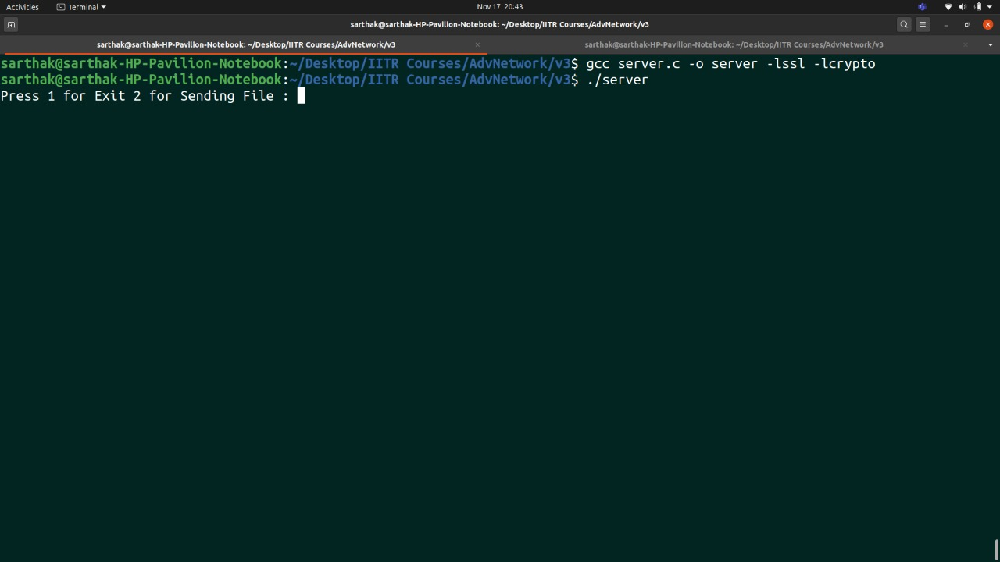 Activities Terminal Nov 17 20:43
sarthak@sarthak-HP-Pavilion-Notebook: ~/Desktop/IITR Courses/AdvNetwork/v3
sarthak@sarthak-HP-Pavilion-Notebook: ~/Desktop/IITR Courses/AdvNetwork/v3 sarthak@sarthak-HP-Pavilion-Notebook: ~/Desktop/IITR Courses/AdvNetwork/v3
sarthak@sarthak-HP-Pavilion-Notebook:~/Desktop/IITR Courses/AdvNetwork/v3$ gcc server.c -o server -lssl -lcrypto
sarthak@sarthak-HP-Pavilion-Notebook:~/Desktop/IITR Courses/AdvNetwork/v3$ ./server
Press 1 for Exit 2 for Sending File :